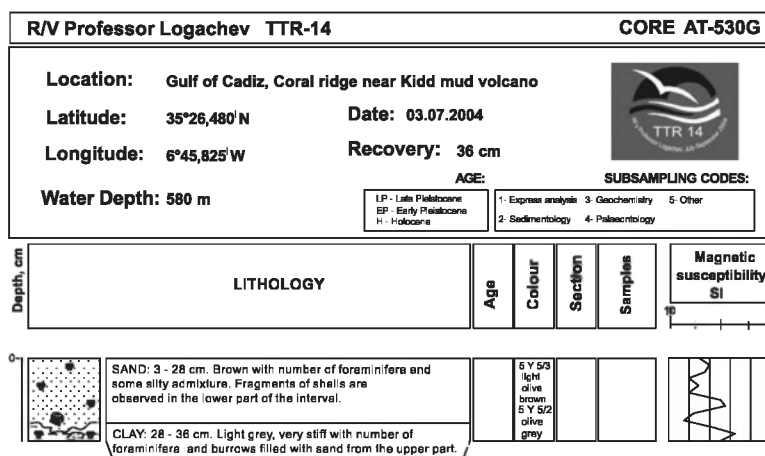 R/V Professor Logachev TTR-14
CORE AT-530G
Location: Gulf of Cadiz, Coral ridge near Kidd mud volcano
Latitude: 35°26,480' N
Date: 03.07.2004
Longitude: 6°45,825' W
Recovery: 36 cm
Water Depth: 580 m
TTR 14
R/V Professor Logachev, July-September 2004
AGE:
LP - Late Pleistocene
EP - Early Pleistocene
H - Holocene
SUBSAMPLING CODES:
1- Express analysis 3- Geochemistry 5- Other
2- Sedimentology 4- Palaeontology
Depth, cm
LITHOLOGY
Age
Colour
Section
Samples
Magnetic
susceptibility
SI
10
0
SAND: 3 - 28 cm. Brown with number of foraminifera and
some silty admixture. Fragments of shells are
observed in the lower part of the interval.
CLAY: 28 - 36 cm. Light grey, very stiff with number of
foraminifera and burrows filled with sand from the upper part.
5 Y 5/3
light
olive
brown
5 Y 5/2
olive
grey